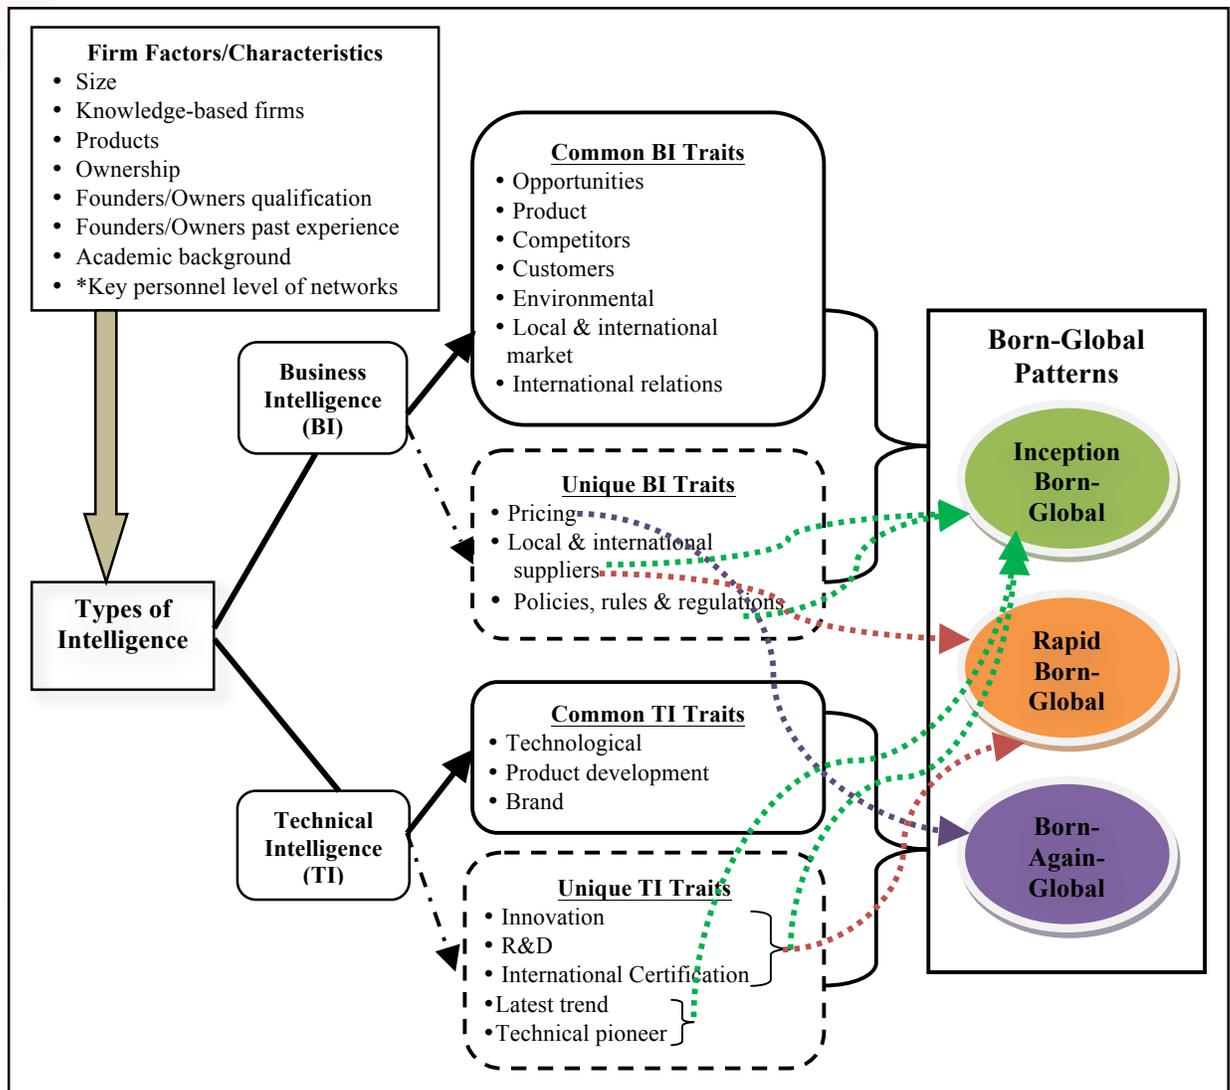 Firm Factors/Characteristics
• Size
• Knowledge-based firms
• Products
• Ownership
• Founders/Owners qualification
• Founders/Owners past experience
• Academic background
• *Key personnel level of networks
Types of
Intelligence
Business
Intelligence
(BI)
Technical
Intelligence
(TI)
Common BI Traits
• Opportunities
• Product
• Competitors
• Customers
• Environmental
• Local & international
market
• International relations
Unique BI Traits
• Pricing
• Local & international
suppliers
• Policies, rules & regulations
Common TI Traits
• Technological
• Product development
• Brand
Unique TI Traits
• Innovation
• R&D
• International Certification
•Latest trend
•Technical pioneer
Born-Global
Patterns
Inception
Born-
Global
Rapid
Born-
Global
Born-
Again-
Global